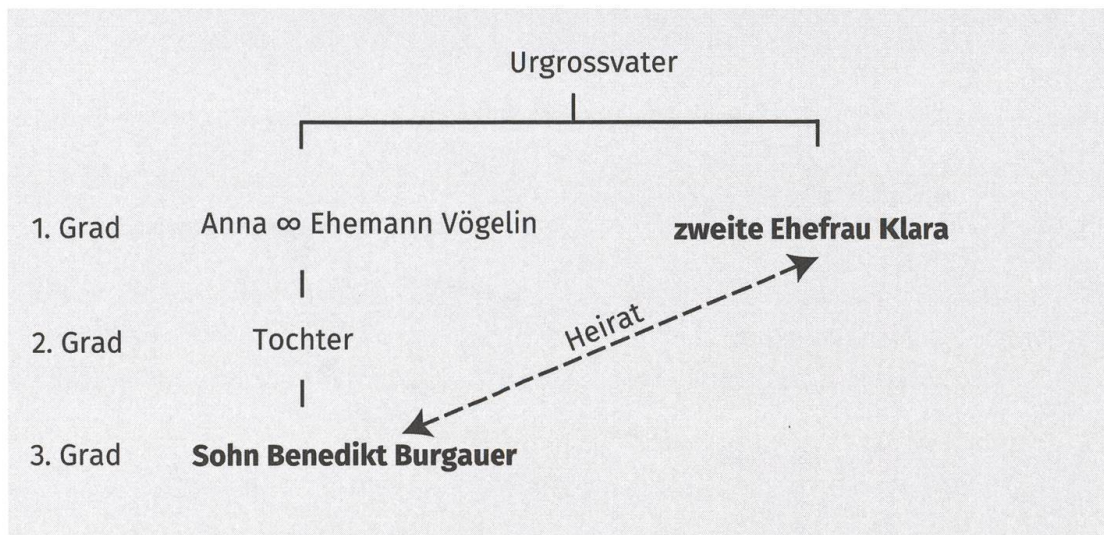 Urgrossvater
1. Grad Anna ∞ Ehemann Vögelin zweite Ehefrau Klara
Heirat
2. Grad Tochter
3. Grad Sohn Benedikt Burgauer